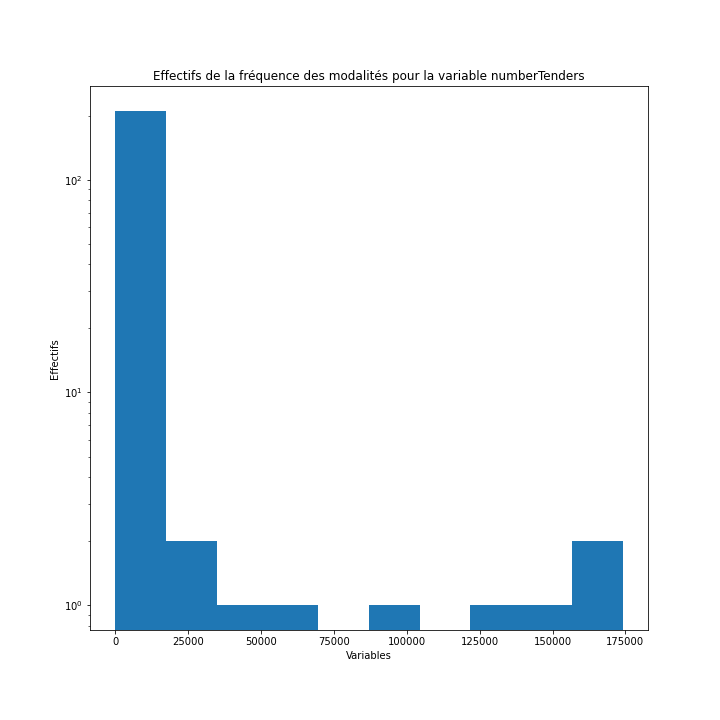 Effectifs de la fréquence des modalités pour la variable numberTenders
Effectifs
10²
10¹
10⁰
0 25000 50000 75000 100000 125000 150000 175000
Variables